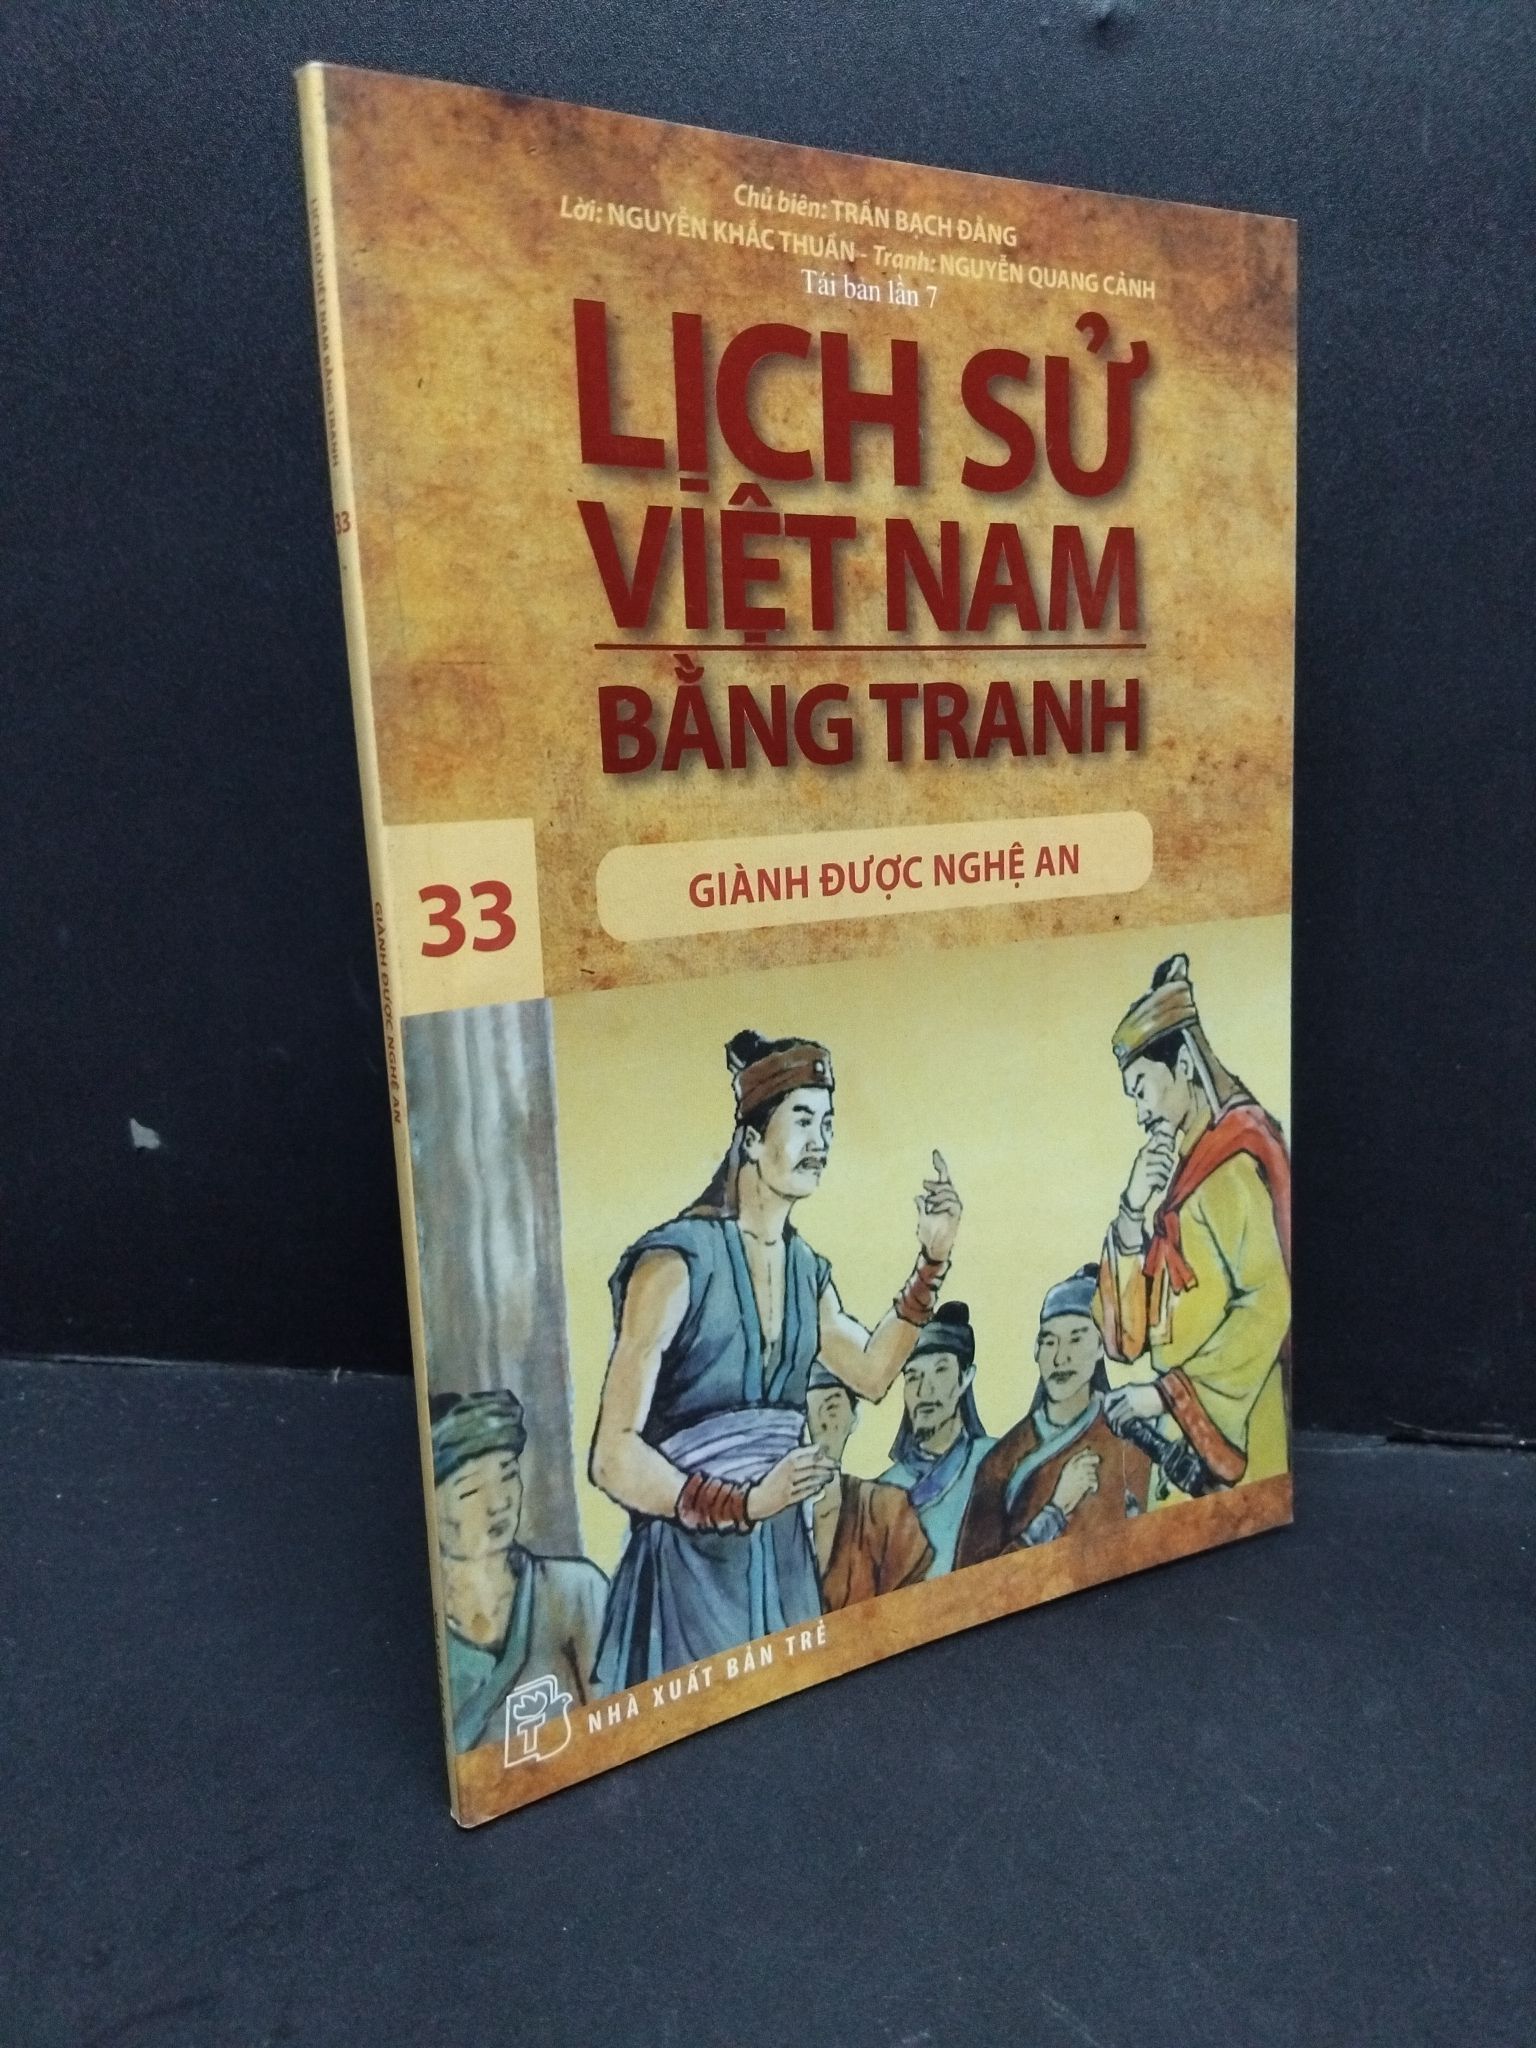 Chủ biên: TRẦN BẠCH ĐẰNG
Lời: NGUYỄN KHẮC THUẦN - Tranh: NGUYỄN QUANG CẢNH
Tái bản lần 7
LỊCH SỬ
VIỆT NAM
BẰNG TRANH
33
GIÀNH ĐƯỢC NGHỆ AN
NHÀ XUẤT BẢN TRẺ
LỊCH SỬ VIỆT NAM BẰNG TRANH
33
GIÀNH ĐƯỢC NGHỆ AN